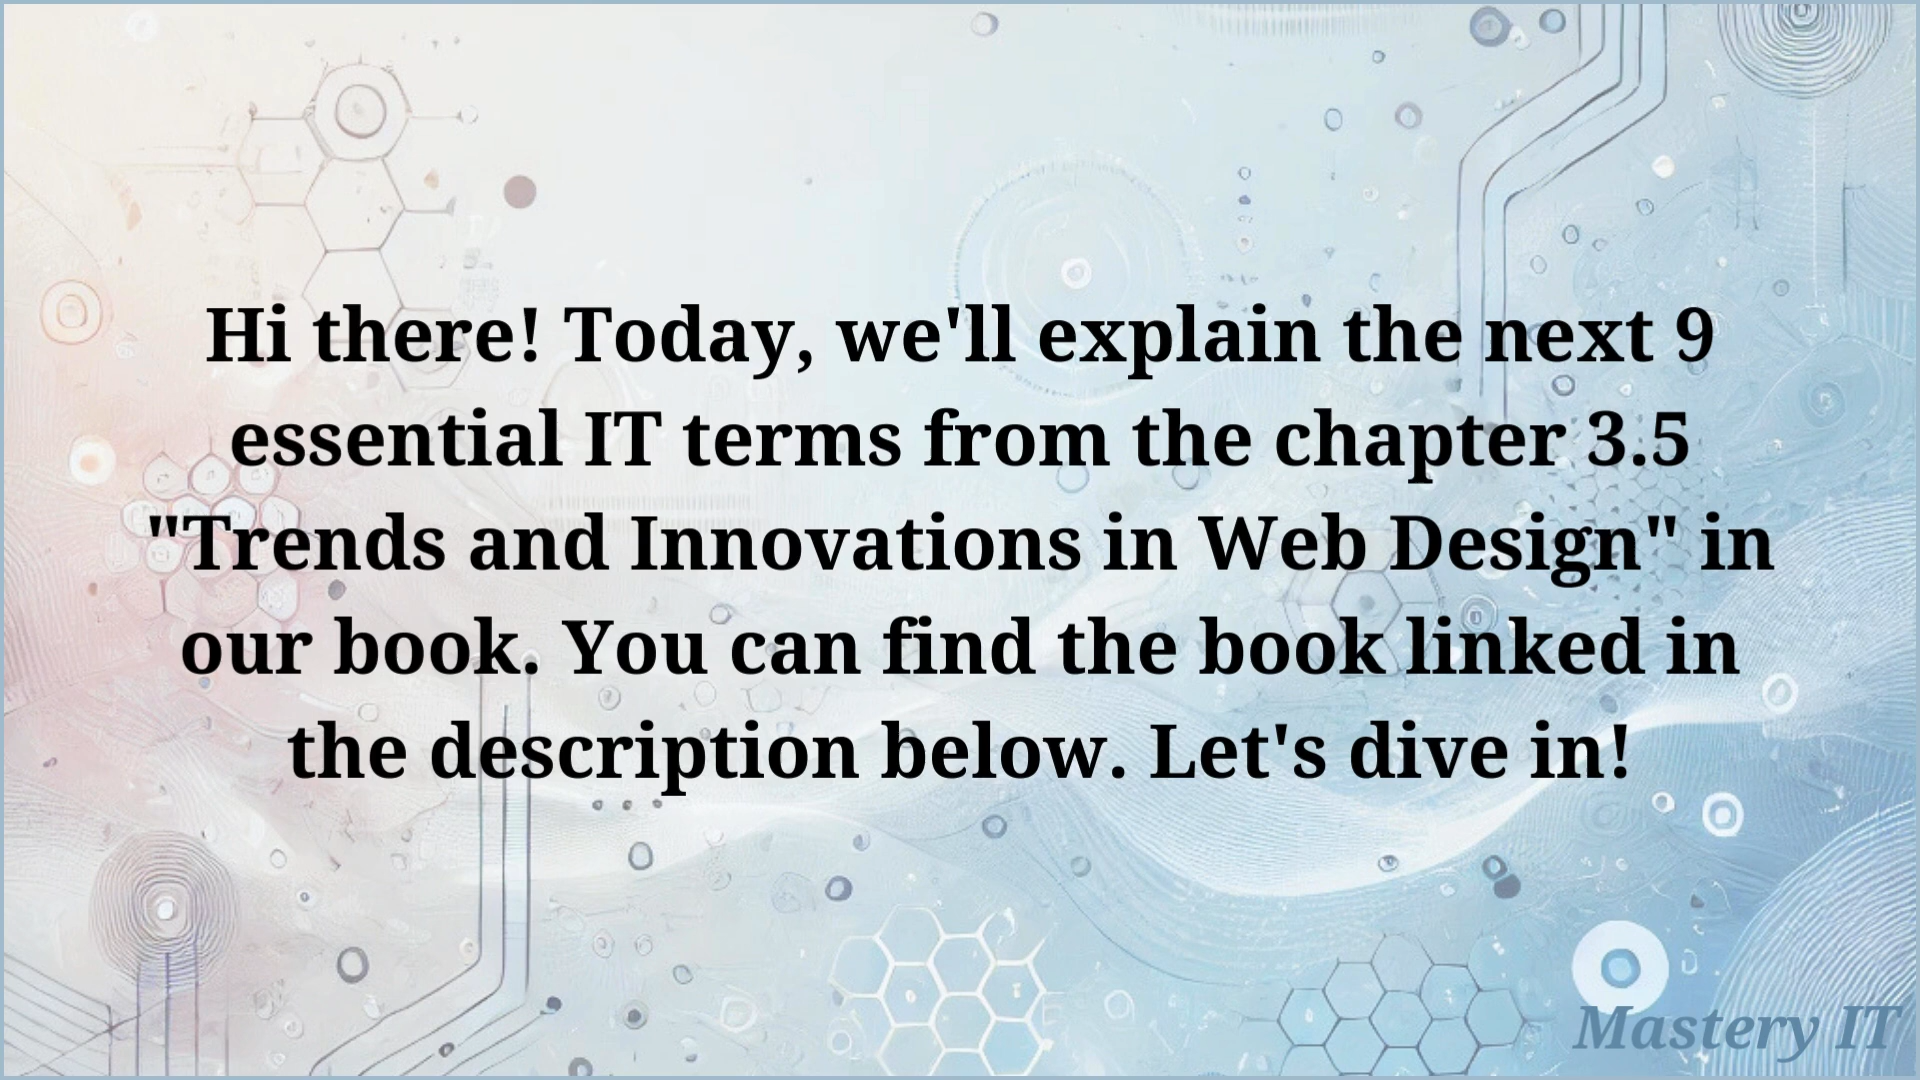 Hi there! Today, we'll explain the next 9
essential IT terms from the chapter 3.5
"Trends and Innovations in Web Design" in
our book. You can find the book linked in
the description below. Let's dive in!
Mastery IT